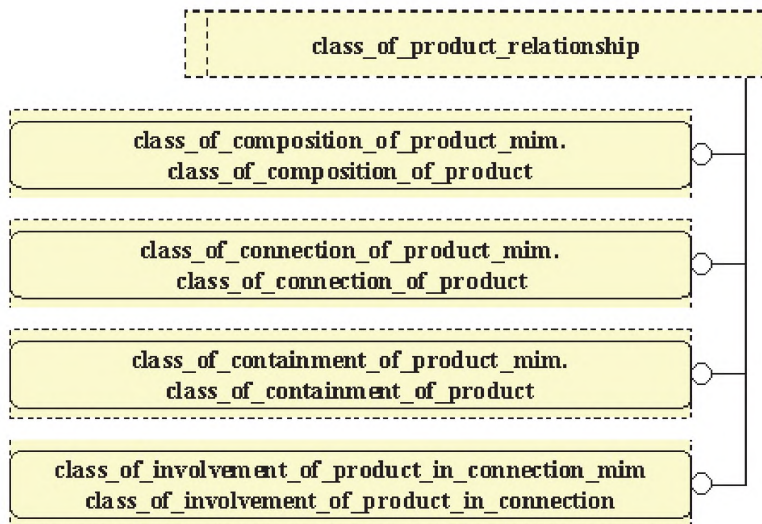 class_of_product_relationship
class_of_composition_of_product_mim.
class_of_composition_of_product
class_of_connection_of_product_mim.
class_of_connection_of_product
class_of_containment_of_product_mim.
class_of_containment_of_product
class_of_involvement_of_product_in_connection_mim
class_of_involvement_of_product_in_connection